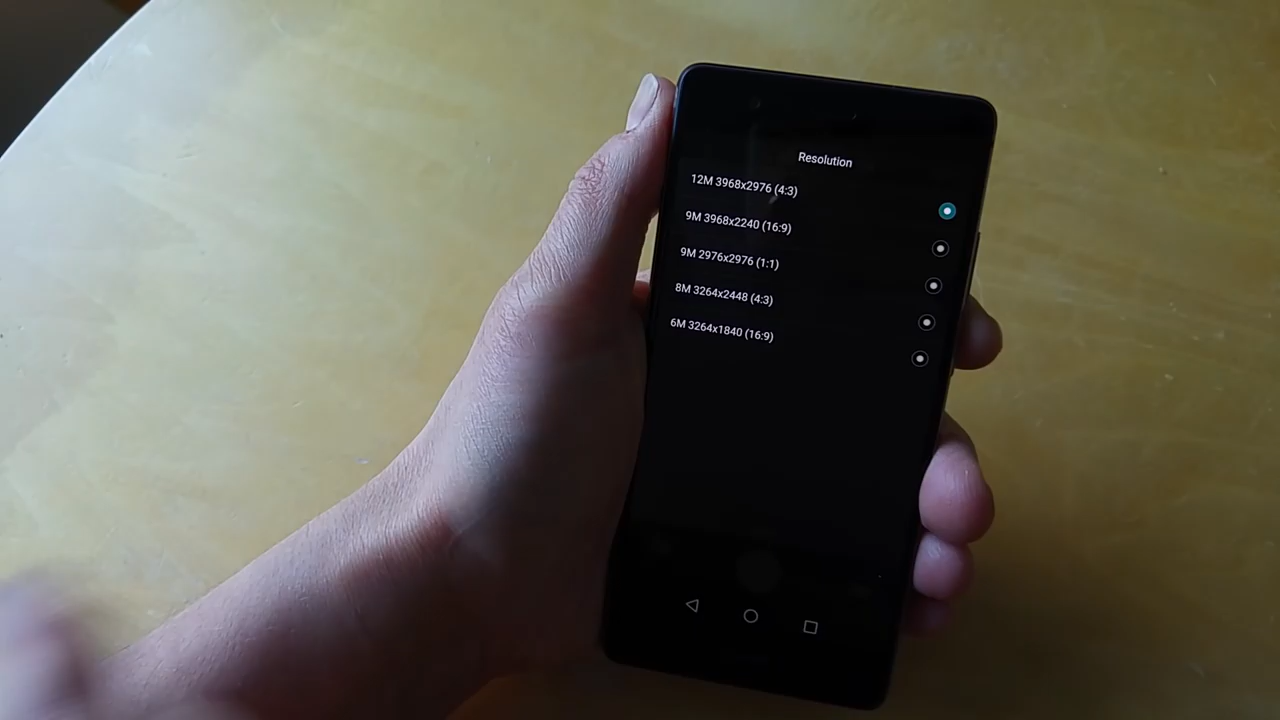 Resolution
12M 3968x2976 (4:3)
9M 3968x2240 (16:9)
9M 2976x2976 (1:1)
8M 3264x2448 (4:3)
6M 3264x1840 (16:9)